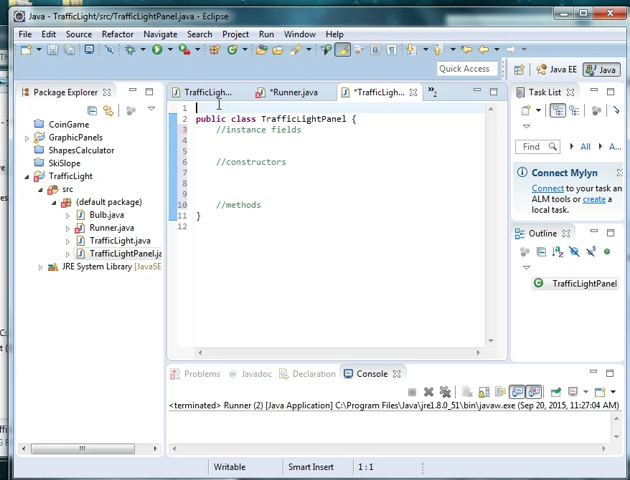 Java - TrafficLight/src/TrafficLightPanel.java - Eclipse
File Edit Source Refactor Navigate Search Project Run Window Help
Quick Access
Java EE
Java
Package Explorer
CoinGame
GraphicPanels
ShapesCalculator
SkiSlope
TrafficLight
src
(default package)
Bulb.java
Runner.java
TrafficLight.java
TrafficLightPanel.ja
JRE System Library [JavaSE
TrafficLigh...
*Runner.java
*TrafficLigh...
»2
1
2 public class TrafficLightPanel {
3 //instance fields
4
5
6 //constructors
7
8
9
10 //methods
11 }
12
Task List
Find
All
A...
Connect Mylyn
Connect to your task an
ALM tools or create a
local task.
Outline
TrafficLightPanel
Problems
Javadoc
Declaration
Console
<terminated> Runner (2) [Java Application] C:\Program Files\Java\jre1.8.0_51\bin\javaw.exe (Sep 20, 2015, 11:27:04 AM)
Writable
Smart Insert
1 : 1